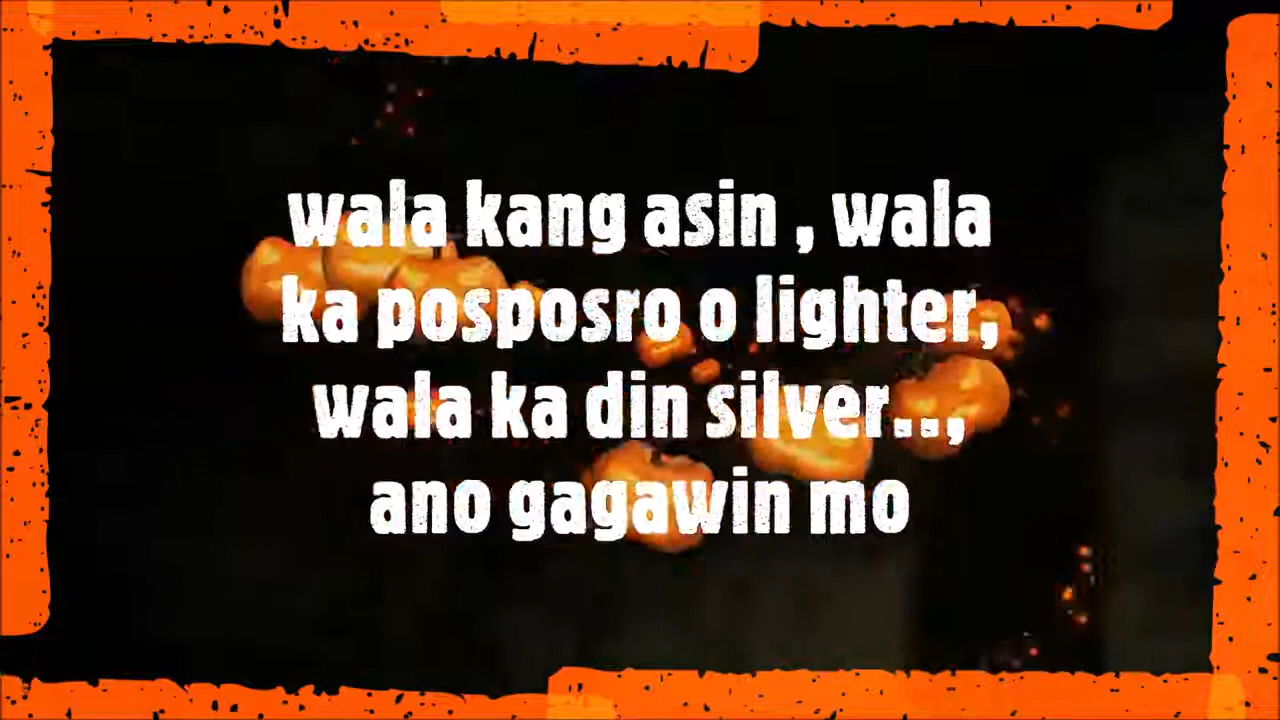 wala kang asin , wala
ka posposro o lighter,
wala ka din silver..,
ano gagawin mo